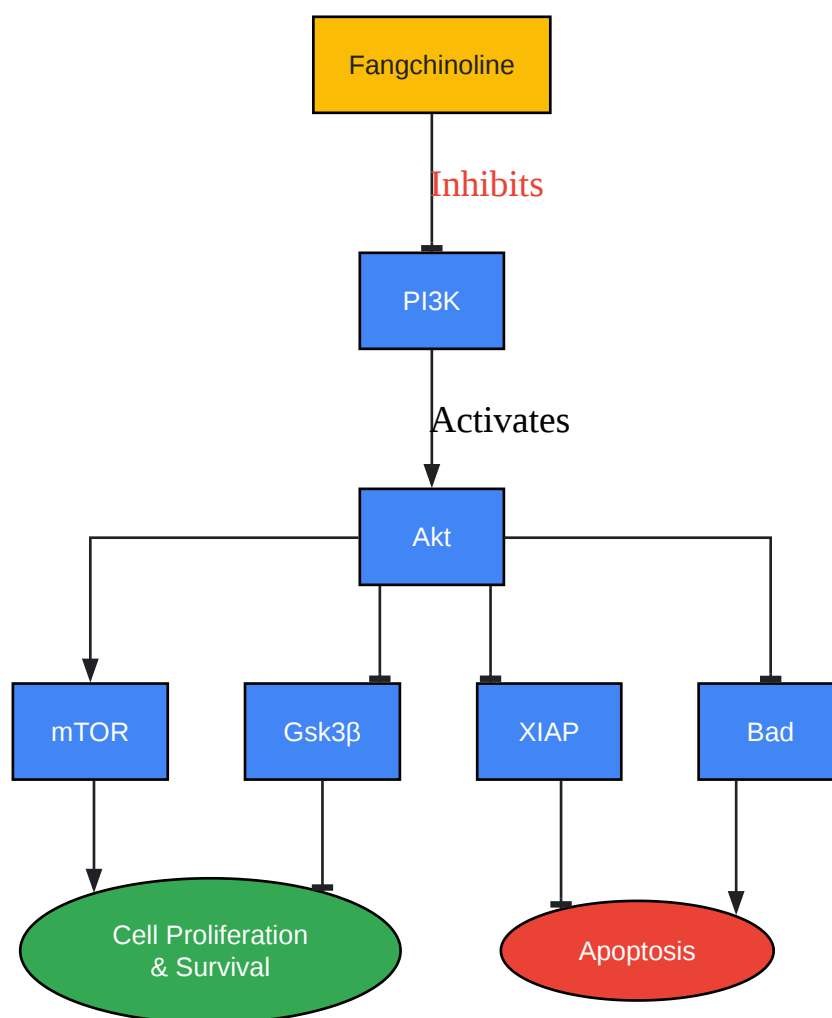 Fangchinoline
Inhibits
PI3K
Activates
Akt
mTOR
Gsk3β
XIAP
Bad
Cell Proliferation
& Survival
Apoptosis